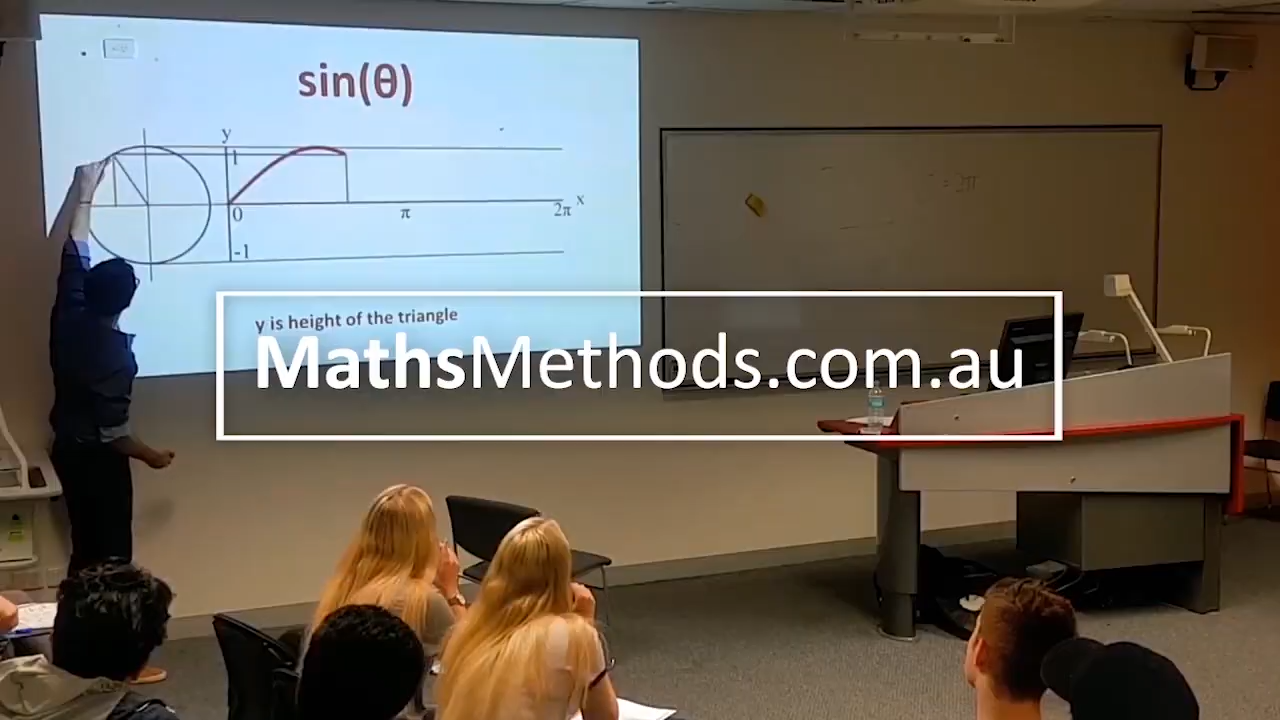 sin(θ)
y
1
0
π
2π
x
-1
y is height of the triangle
MathsMethods.com.au